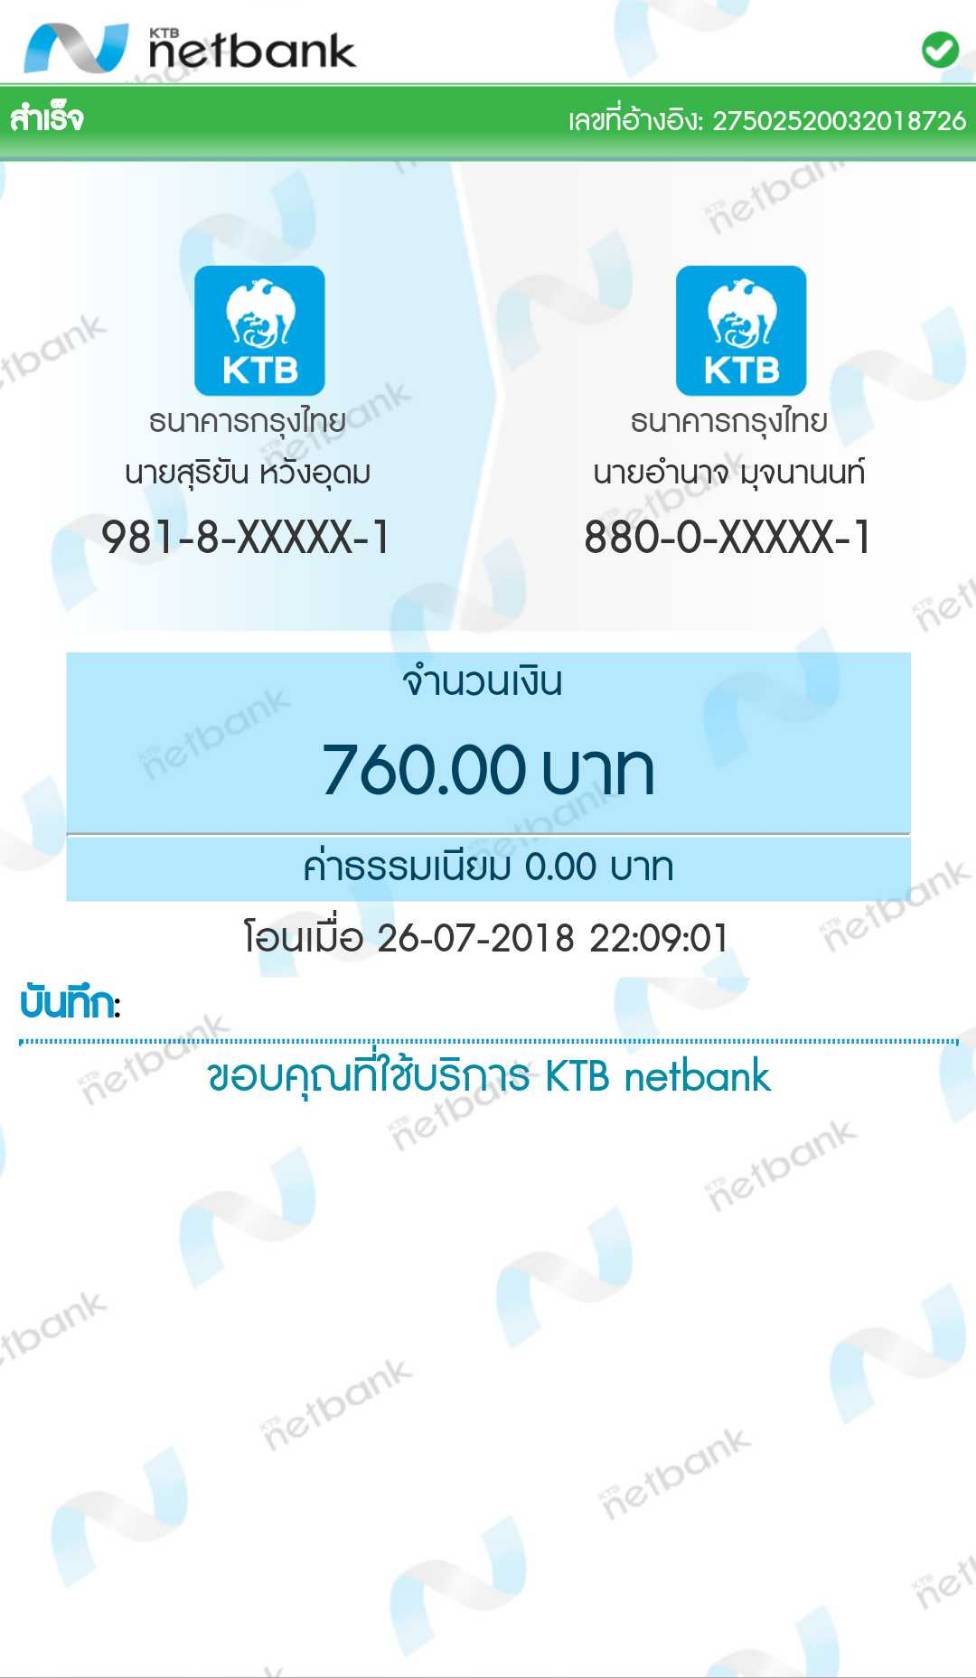 KTB netbank
สำเร็จ
เลขที่อ้างอิง: 27502520032018726
KTB
KTB
ธนาคารกรุงไทย
ธนาคารกรุงไทย
นายสุริยัน หวังอุดม
นายอำนาจ มุจนานนท์
981-8-XXXXX-1
880-0-XXXXX-1
จำนวนเงิน
760.00 บาท
ค่าธรรมเนียม 0.00 บาท
โอนเมื่อ 26-07-2018 22:09:01
บันทึก:
ขอบคุณที่ใช้บริการ KTB netbank